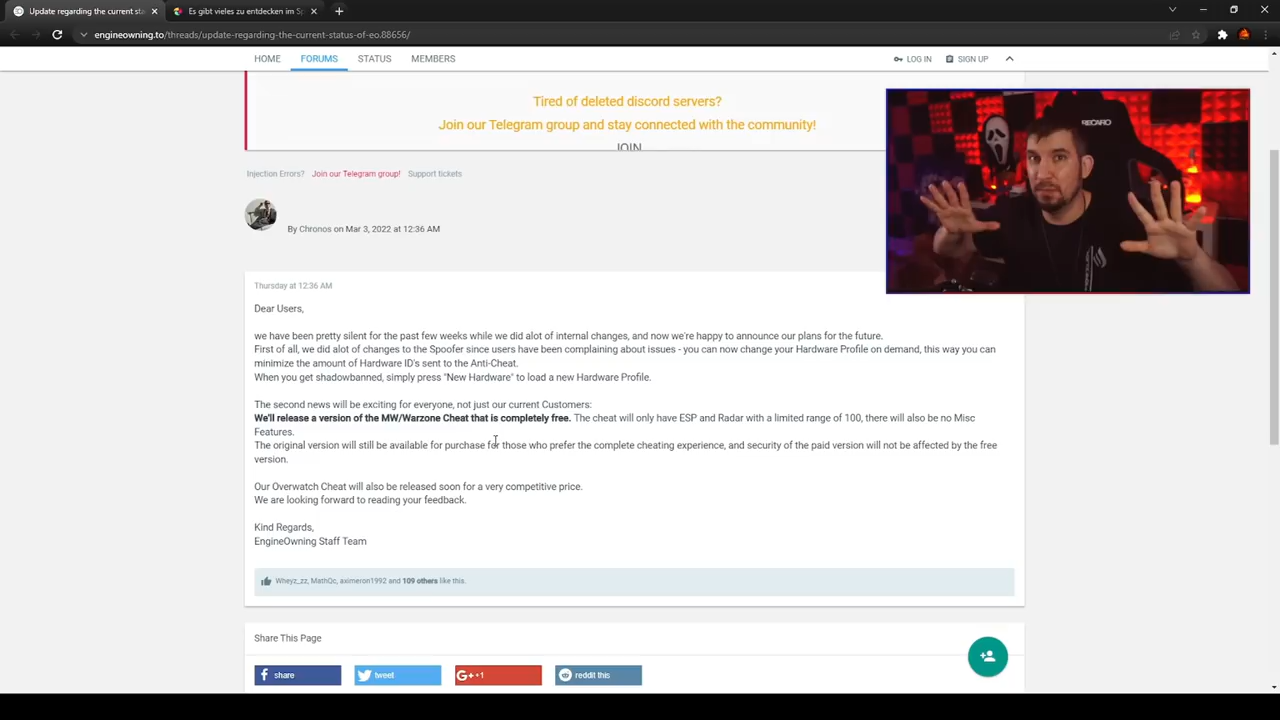 Update regarding the current sta
Es gibt vieles zu entdecken im Sp
engineowning.to/threads/update-regarding-the-current-status-of-eo.88656/
HOME FORUMS STATUS MEMBERS LOG IN SIGN UP
Tired of deleted discord servers?
Join our Telegram group and stay connected with the community!
JOIN
RECARO
Injection Errors? Join our Telegram group! Support tickets
By Chronos on Mar 3, 2022 at 12:36 AM
Thursday at 12:36 AM
Dear Users,
we have been pretty silent for the past few weeks while we did alot of internal changes, and now we're happy to announce our plans for the future.
First of all, we did alot of changes to the Spoofer since users have been complaining about issues - you can now change your Hardware Profile on demand, this way you can
minimize the amount of Hardware ID's sent to the Anti-Cheat.
When you get shadowbanned, simply press "New Hardware" to load a new Hardware Profile.
The second news will be exciting for everyone, not just our current Customers:
We'll release a version of the MW/Warzone Cheat that is completely free. The cheat will only have ESP and Radar with a limited range of 100, there will also be no Misc
Features.
The original version will still be available for purchase for those who prefer the complete cheating experience, and security of the paid version will not be affected by the free
version.
Our Overwatch Cheat will also be released soon for a very competitive price.
We are looking forward to reading your feedback.
Kind Regards,
EngineOwning Staff Team
Wheyz_zz, MathQc, aximeron1992 and 109 others like this.
Share This Page
share tweet G+ +1 reddit this